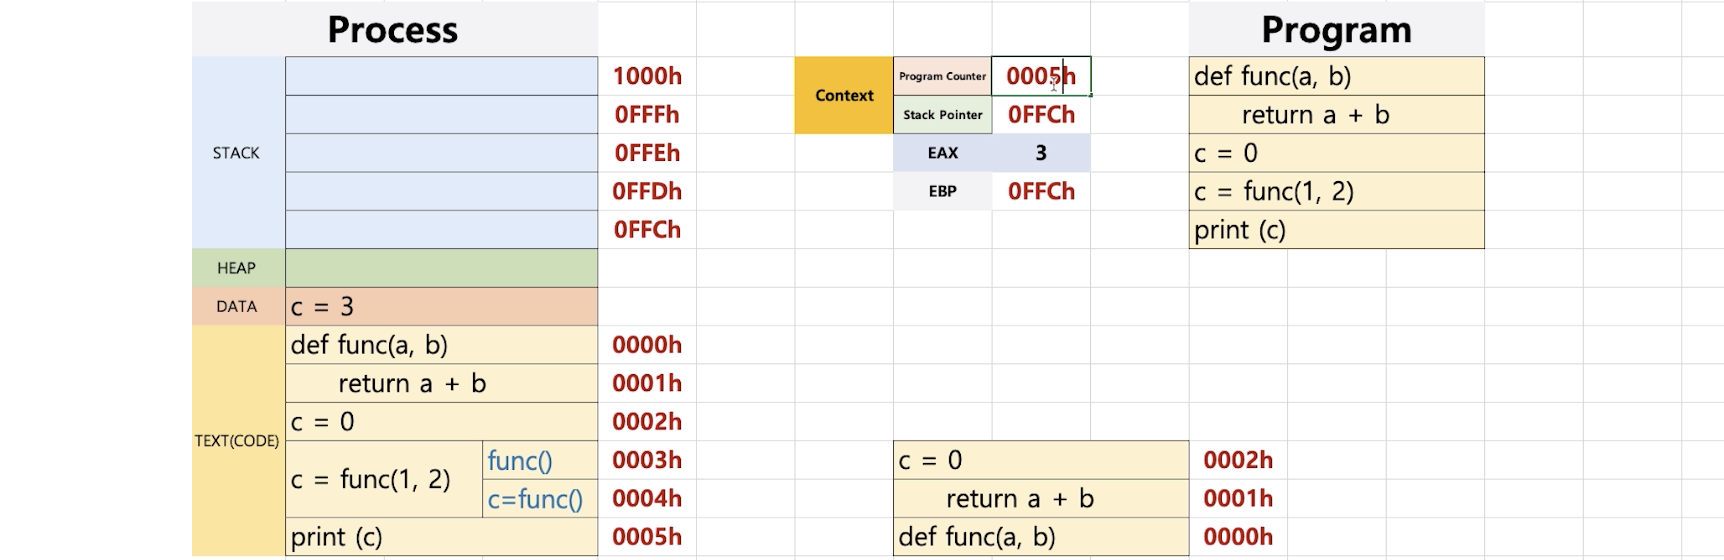 Process
Program
1000h
Context
Program Counter
0005h
def func(a, b)
0FFFh
Stack Pointer
0FFCh
return a + b
STACK
0FFEh
EAX
3
c = 0
0FFDh
EBP
0FFCh
c = func(1, 2)
0FFCh
print (c)
HEAP
DATA
c = 3
def func(a, b)
0000h
return a + b
0001h
c = 0
0002h
TEXT(CODE)
c = func(1, 2)
func()
0003h
c = 0
0002h
c=func()
0004h
return a + b
0001h
print (c)
0005h
def func(a, b)
0000h